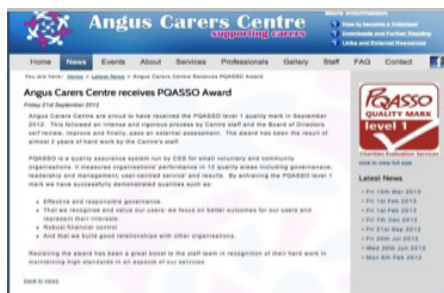 Angus Carers Centre
supporting carers
More Information
How to become a Volunteer
Downloads and Further Reading
Links and External Resources
Home News Events About Services Professionals Gallery Staff FAQ Contact f
You are here: Home > Latest News > Angus Carers Centre Receives PQASSO Award
Angus Carers Centre receives PQASSO Award
Friday 21st September 2012
Angus Carers Centre are proud to have received the PQASSO level 1 quality mark in September
2012. This followed an intense and rigorous process by Centre staff and the Board of Directors
self review, improve and finally, pass an external assessment. The award has been the result of
almost 2 years of hard work by the Centre's staff.
PQASSO is a quality assurance system run by CES for small voluntary and community
organisations. It measures organisations' performance in 12 quality areas including governance;
leadership and management; user-centred service' and results. By achieving the PQASSO level 1
mark we have successfully demonstrated qualities such as:
Effective and responsible governance.
That we recognise and value our users: we focus on better outcomes for our users and
represent their interests.
Robust financial control
And that we build good relationships with other organisations.
Recieving the award has been a great boost to the staff team in recognition of their hard work in
maintaining high standards in all aspects of our services.
back to news
PQASSO
QUALITY MARK
level 1
Charities Evaluation Services
click to view full size
Latest News
Fri 15th Mar 2013
Fri 1st Feb 2013
Fri 1st Feb 2013
Fri 7th Dec 2012
Fri 21st Sep 2012
Fri 20th Jul 2012
Wed 20th Jun 2012
Mon 6th Feb 2012